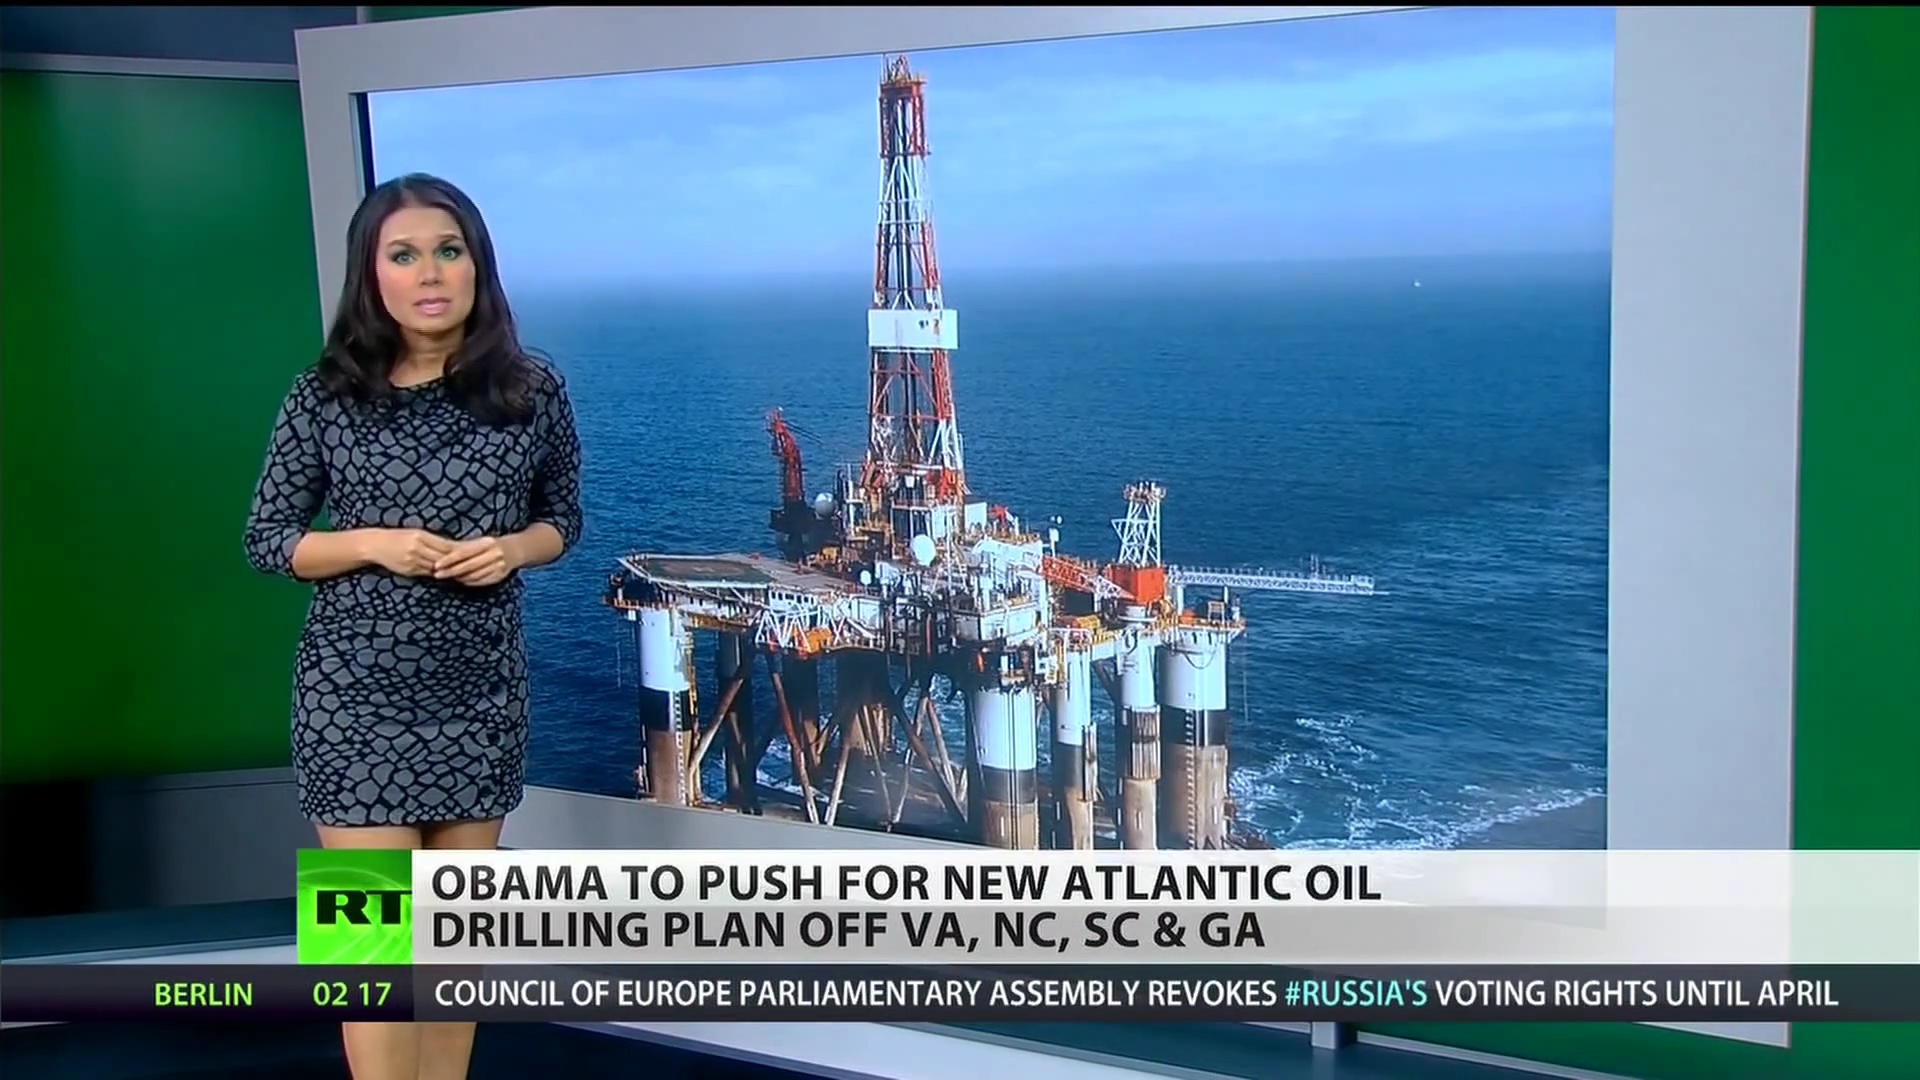 RT
OBAMA TO PUSH FOR NEW ATLANTIC OIL
DRILLING PLAN OFF VA, NC, SC & GA
BERLIN 02 17 COUNCIL OF EUROPE PARLIAMENTARY ASSEMBLY REVOKES #RUSSIA'S VOTING RIGHTS UNTIL APRIL